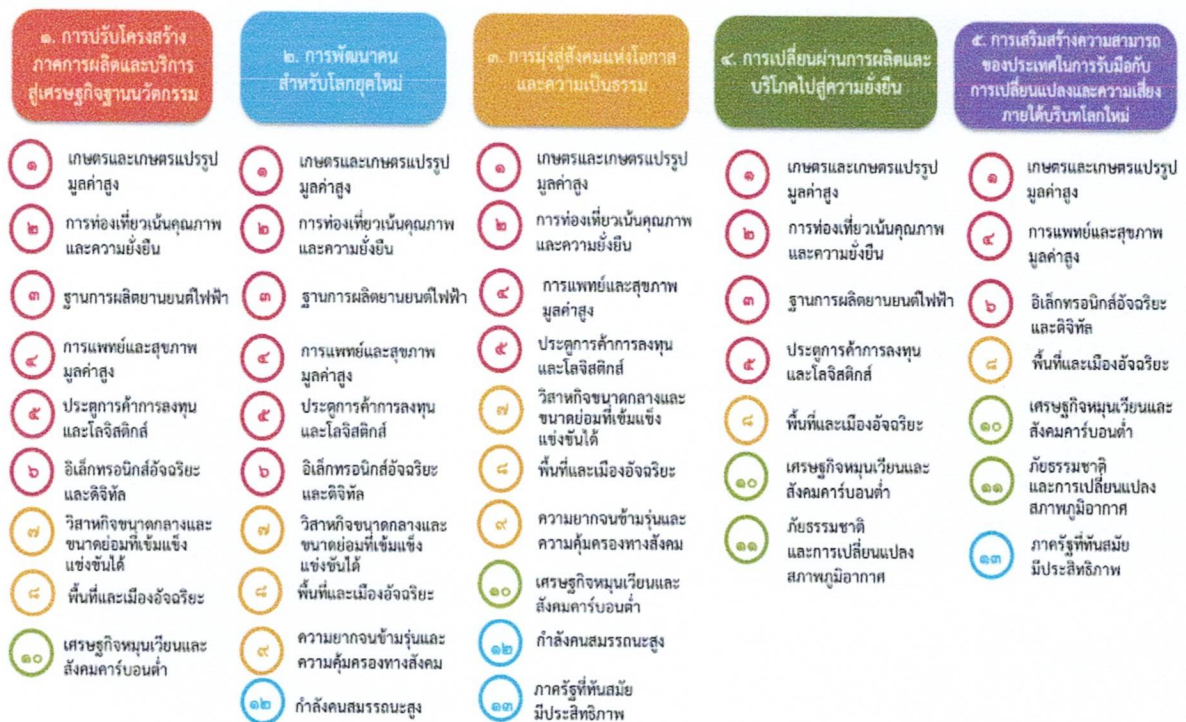 ๑. การปรับโครงสร้าง
ภาคการผลิตและบริการ
สู่เศรษฐกิจฐานนวัตกรรม
๑ เกษตรและเกษตรแปรรูป
มูลค่าสูง
๒ การท่องเที่ยวเน้นคุณภาพ
และความยั่งยืน
๓ ฐานการผลิตยานยนต์ไฟฟ้า
๔ การแพทย์และสุขภาพ
มูลค่าสูง
๕ ประตูการค้าการลงทุน
และโลจิสติกส์
๖ อิเล็กทรอนิกส์อัจฉริยะ
และดิจิทัล
๗ วิสาหกิจขนาดกลางและ
ขนาดย่อมที่เข้มแข็ง
แข่งขันได้
๘ พื้นที่และเมืองอัจฉริยะ
๑๐ เศรษฐกิจหมุนเวียนและ
สังคมคาร์บอนต่ำ
๒. การพัฒนาคน
สำหรับโลกยุคใหม่
๑ เกษตรและเกษตรแปรรูป
มูลค่าสูง
๒ การท่องเที่ยวเน้นคุณภาพ
และความยั่งยืน
๓ ฐานการผลิตยานยนต์ไฟฟ้า
๔ การแพทย์และสุขภาพ
มูลค่าสูง
๕ ประตูการค้าการลงทุน
และโลจิสติกส์
๖ อิเล็กทรอนิกส์อัจฉริยะ
และดิจิทัล
๗ วิสาหกิจขนาดกลางและ
ขนาดย่อมที่เข้มแข็ง
แข่งขันได้
๘ พื้นที่และเมืองอัจฉริยะ
๙ ความยากจนข้ามรุ่นและ
ความคุ้มครองทางสังคม
๑๒ กำลังคนสมรรถนะสูง
๓. การมุ่งสู่สังคมแห่งโอกาส
และความเป็นธรรม
๑ เกษตรและเกษตรแปรรูป
มูลค่าสูง
๒ การท่องเที่ยวเน้นคุณภาพ
และความยั่งยืน
๔ การแพทย์และสุขภาพ
มูลค่าสูง
๕ ประตูการค้าการลงทุน
และโลจิสติกส์
๗ วิสาหกิจขนาดกลางและ
ขนาดย่อมที่เข้มแข็ง
แข่งขันได้
๘ พื้นที่และเมืองอัจฉริยะ
๙ ความยากจนข้ามรุ่นและ
ความคุ้มครองทางสังคม
๑๐ เศรษฐกิจหมุนเวียนและ
สังคมคาร์บอนต่ำ
๑๒ กำลังคนสมรรถนะสูง
๑๓ ภาครัฐที่ทันสมัย
มีประสิทธิภาพ
๔. การเปลี่ยนผ่านการผลิตและ
บริโภคไปสู่ความยั่งยืน
๑ เกษตรและเกษตรแปรรูป
มูลค่าสูง
๒ การท่องเที่ยวเน้นคุณภาพ
และความยั่งยืน
๓ ฐานการผลิตยานยนต์ไฟฟ้า
๕ ประตูการค้าการลงทุน
และโลจิสติกส์
๘ พื้นที่และเมืองอัจฉริยะ
๑๐ เศรษฐกิจหมุนเวียนและ
สังคมคาร์บอนต่ำ
๑๑ ภัยธรรมชาติ
และการเปลี่ยนแปลง
สภาพภูมิอากาศ
๕. การเสริมสร้างความสามารถ
ของประเทศในการรับมือกับ
การเปลี่ยนแปลงและความเสี่ยง
ภายใต้บริบทโลกใหม่
๑ เกษตรและเกษตรแปรรูป
มูลค่าสูง
๔ การแพทย์และสุขภาพ
มูลค่าสูง
๖ อิเล็กทรอนิกส์อัจฉริยะ
และดิจิทัล
๘ พื้นที่และเมืองอัจฉริยะ
๑๐ เศรษฐกิจหมุนเวียนและ
สังคมคาร์บอนต่ำ
๑๑ ภัยธรรมชาติ
และการเปลี่ยนแปลง
สภาพภูมิอากาศ
๑๓ ภาครัฐที่ทันสมัย
มีประสิทธิภาพ